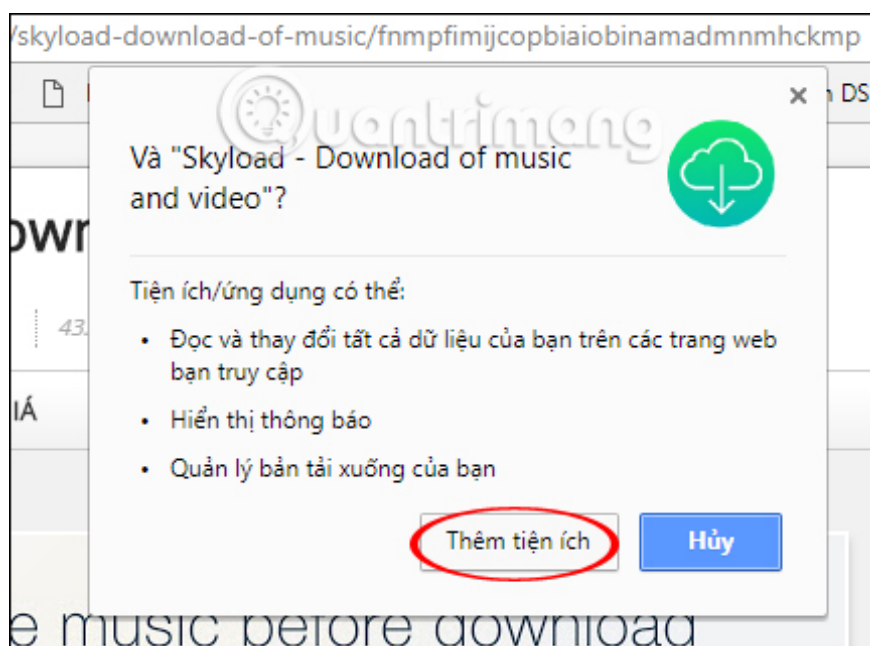 /skyload-download-of-music/fnmpfimijcopbiaiobinamadmnmhckmp
DS
Quantrimang
Và "Skyload - Download of music
and video"?
43.
Tiện ích/ứng dụng có thể:
• Đọc và thay đổi tất cả dữ liệu của bạn trên các trang web
bạn truy cập
IÁ
• Hiển thị thông báo
• Quản lý bản tải xuống của bạn
Thêm tiện ích
Hủy
e music before download